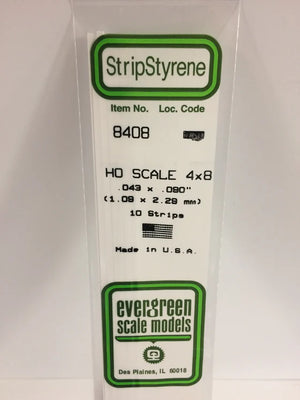 StripStyrene
Item No. Loc. Code
8408
HO SCALE 4x8
.043 x .090"
(1.09 x 2.29 mm)
10 Strips
Made in U.S.A.
evergreen
scale models
Des Plaines, IL 60018